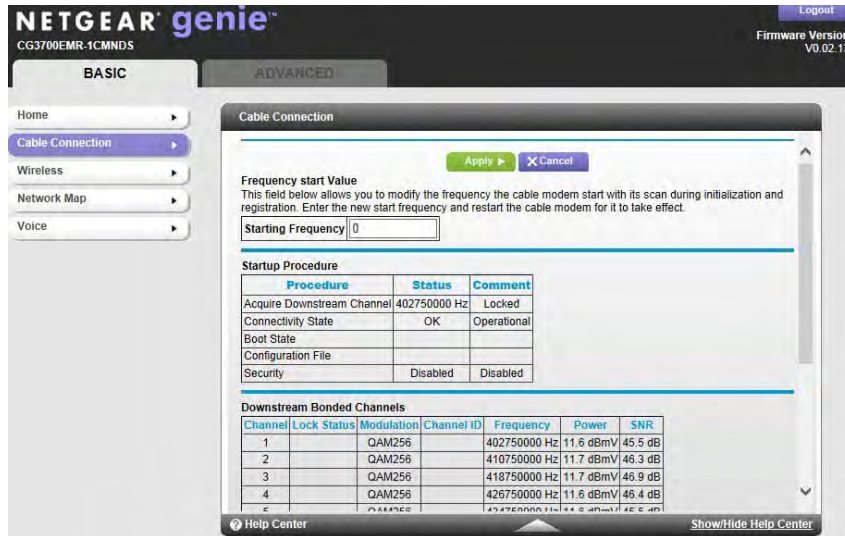 NETGEAR® genie™
CG3700EMR-1CMNDS
Logout
Firmware Version
V0.02.1
BASIC
ADVANCED
Home
Cable Connection
Wireless
Network Map
Voice
Cable Connection
Apply
X Cancel
Frequency start Value
This field below allows you to modify the frequency the cable modem start with its scan during initialization and
registration. Enter the new start frequency and restart the cable modem for it to take effect.
Starting Frequency 0
Startup Procedure
Procedure Status Comment
Acquire Downstream Channel 402750000 Hz Locked
Connectivity State OK Operational
Boot State
Configuration File
Security Disabled Disabled
Downstream Bonded Channels
Channel Lock Status Modulation Channel ID Frequency Power SNR
1 QAM256 402750000 Hz 11.6 dBmV 45.5 dB
2 QAM256 410750000 Hz 11.7 dBmV 46.3 dB
3 QAM256 418750000 Hz 11.7 dBmV 46.9 dB
4 QAM256 426750000 Hz 11.6 dBmV 46.4 dB
Help Center
Show/Hide Help Center